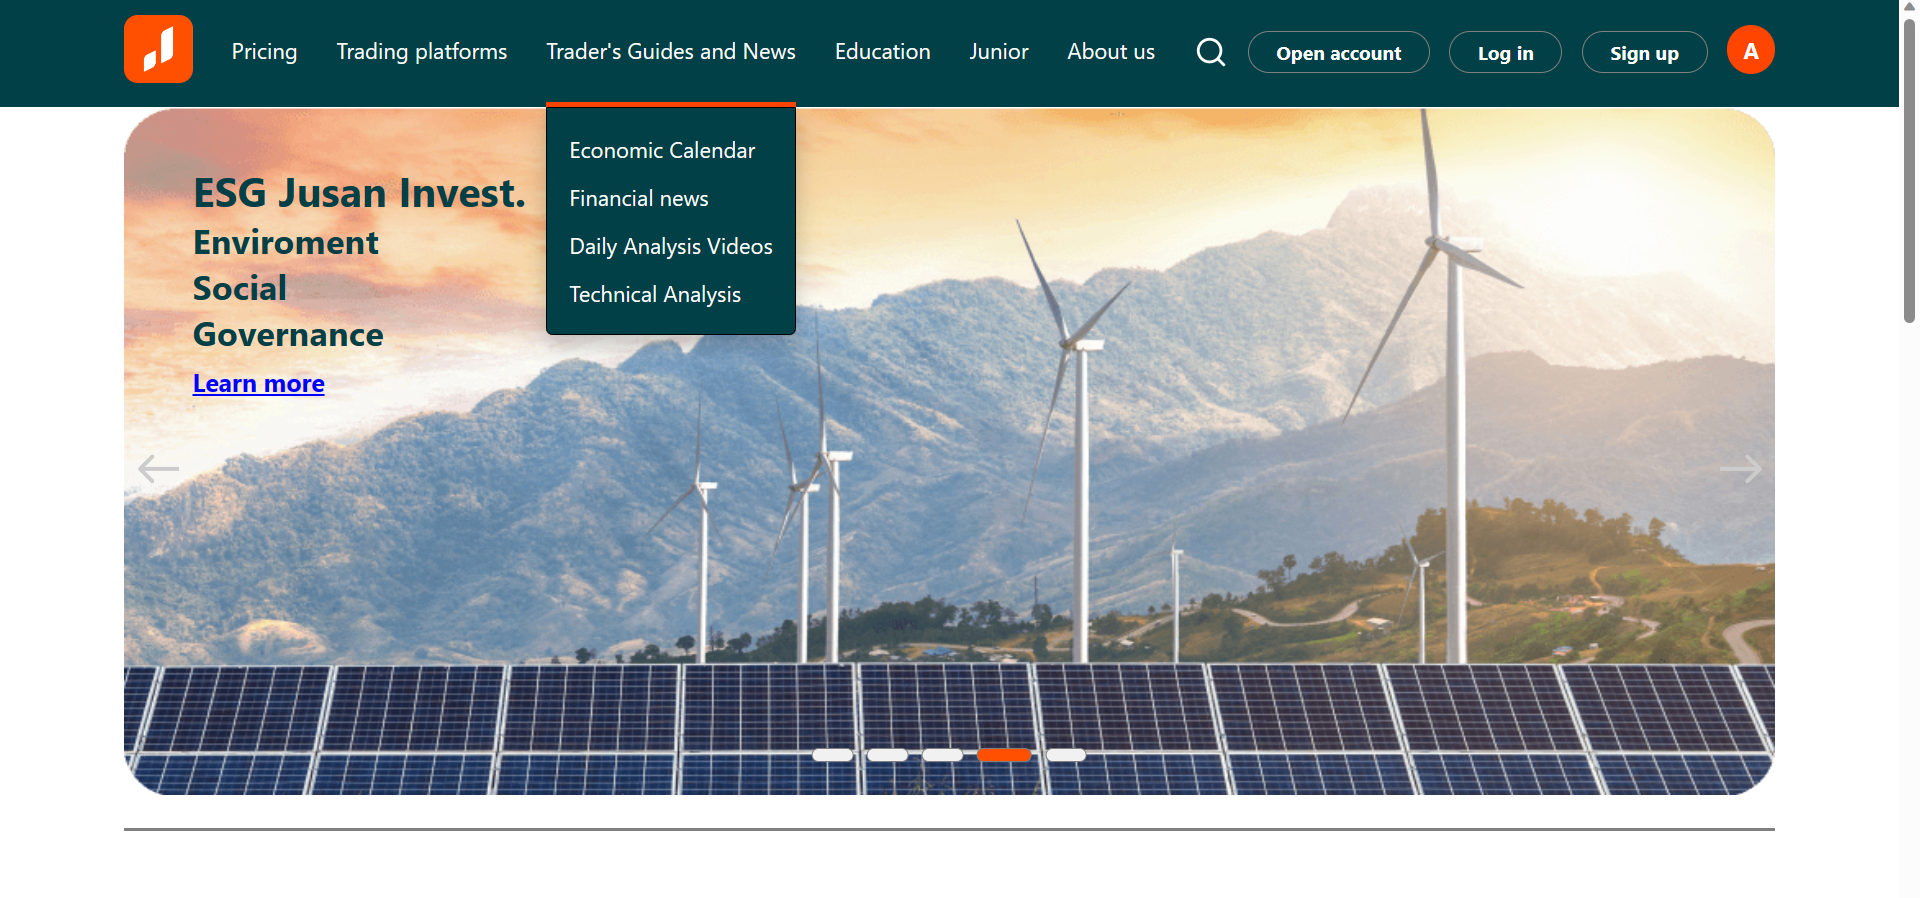 Pricing
Trading platforms
Trader's Guides and News
Education
Junior
About us
Open account
Log in
Sign up
A
Economic Calendar
Financial news
Daily Analysis Videos
Technical Analysis
ESG Jusan Invest.
Enviroment
Social
Governance
Learn more